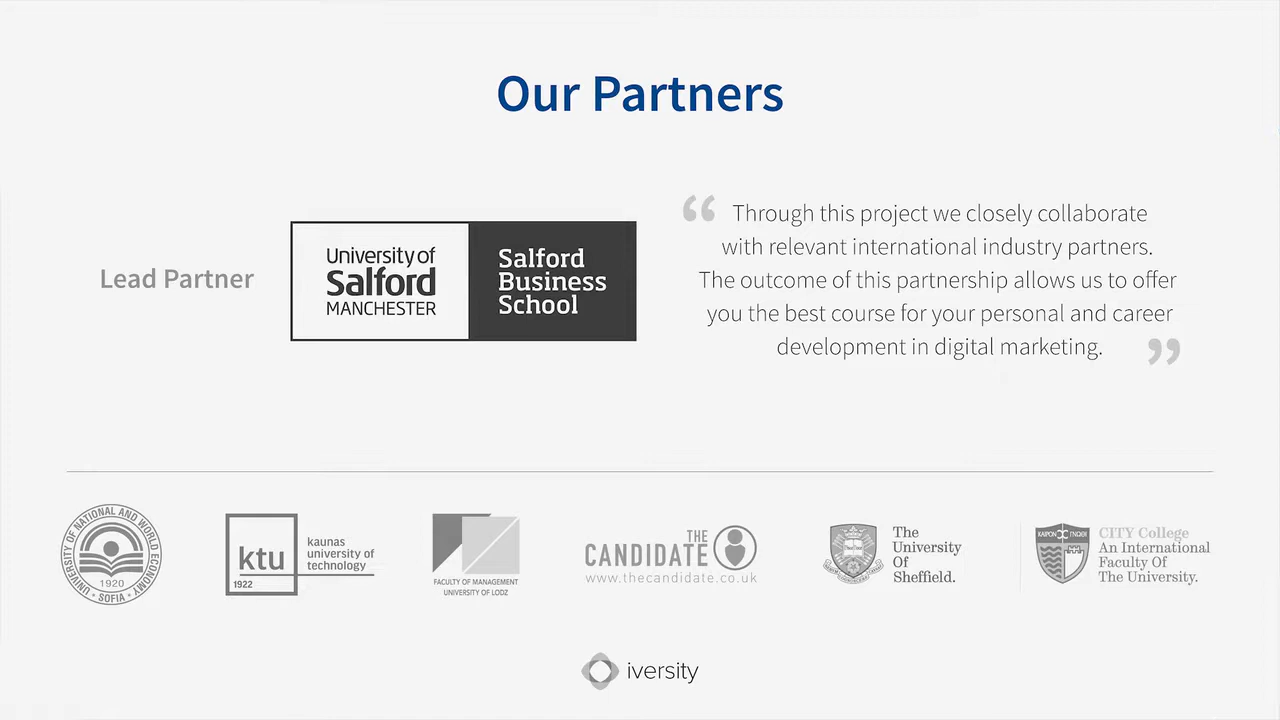 Our Partners
Lead Partner
University of
Salford
MANCHESTER
Salford
Business
School
“ Through this project we closely collaborate
with relevant international industry partners.
The outcome of this partnership allows us to offer
you the best course for your personal and career
development in digital marketing. ”
UNIVERSITY OF NATIONAL AND WORLD ECONOMY
1920
• SOFIA •
ktu
1922
kaunas
university of
technology
FACULTY OF MANAGEMENT
UNIVERSITY OF LODZ
THE
CANDIDATE
www.thecandidate.co.uk
The
University
Of
Sheffield.
CITY College
An International
Faculty Of
The University.
iversity